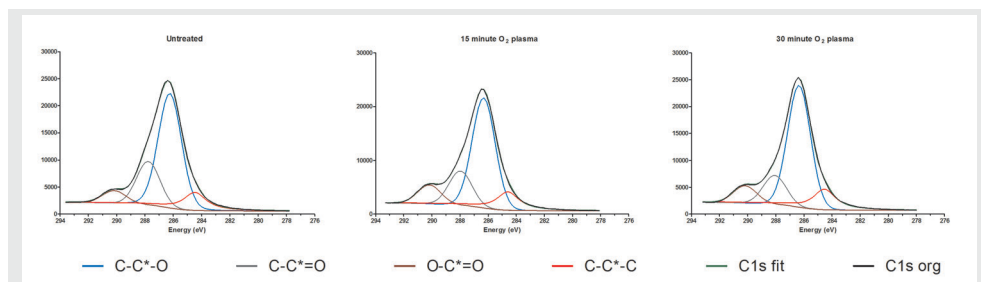 Untreated
30000
25000
20000
15000
10000
5000
0
294 292 290 288 286 284 282 280 278 276
Energy (eV)
15 minute O₂ plasma
30000
20000
10000
0
294 292 290 288 286 284 282 280 278 276
Energy (eV)
30 minute O₂ plasma
30000
25000
20000
15000
10000
5000
0
294 292 290 288 286 284 282 280 278 276
Energy (eV)
C-C*-O C-C*=O O-C*=O C-C*-C C1s fit C1s org